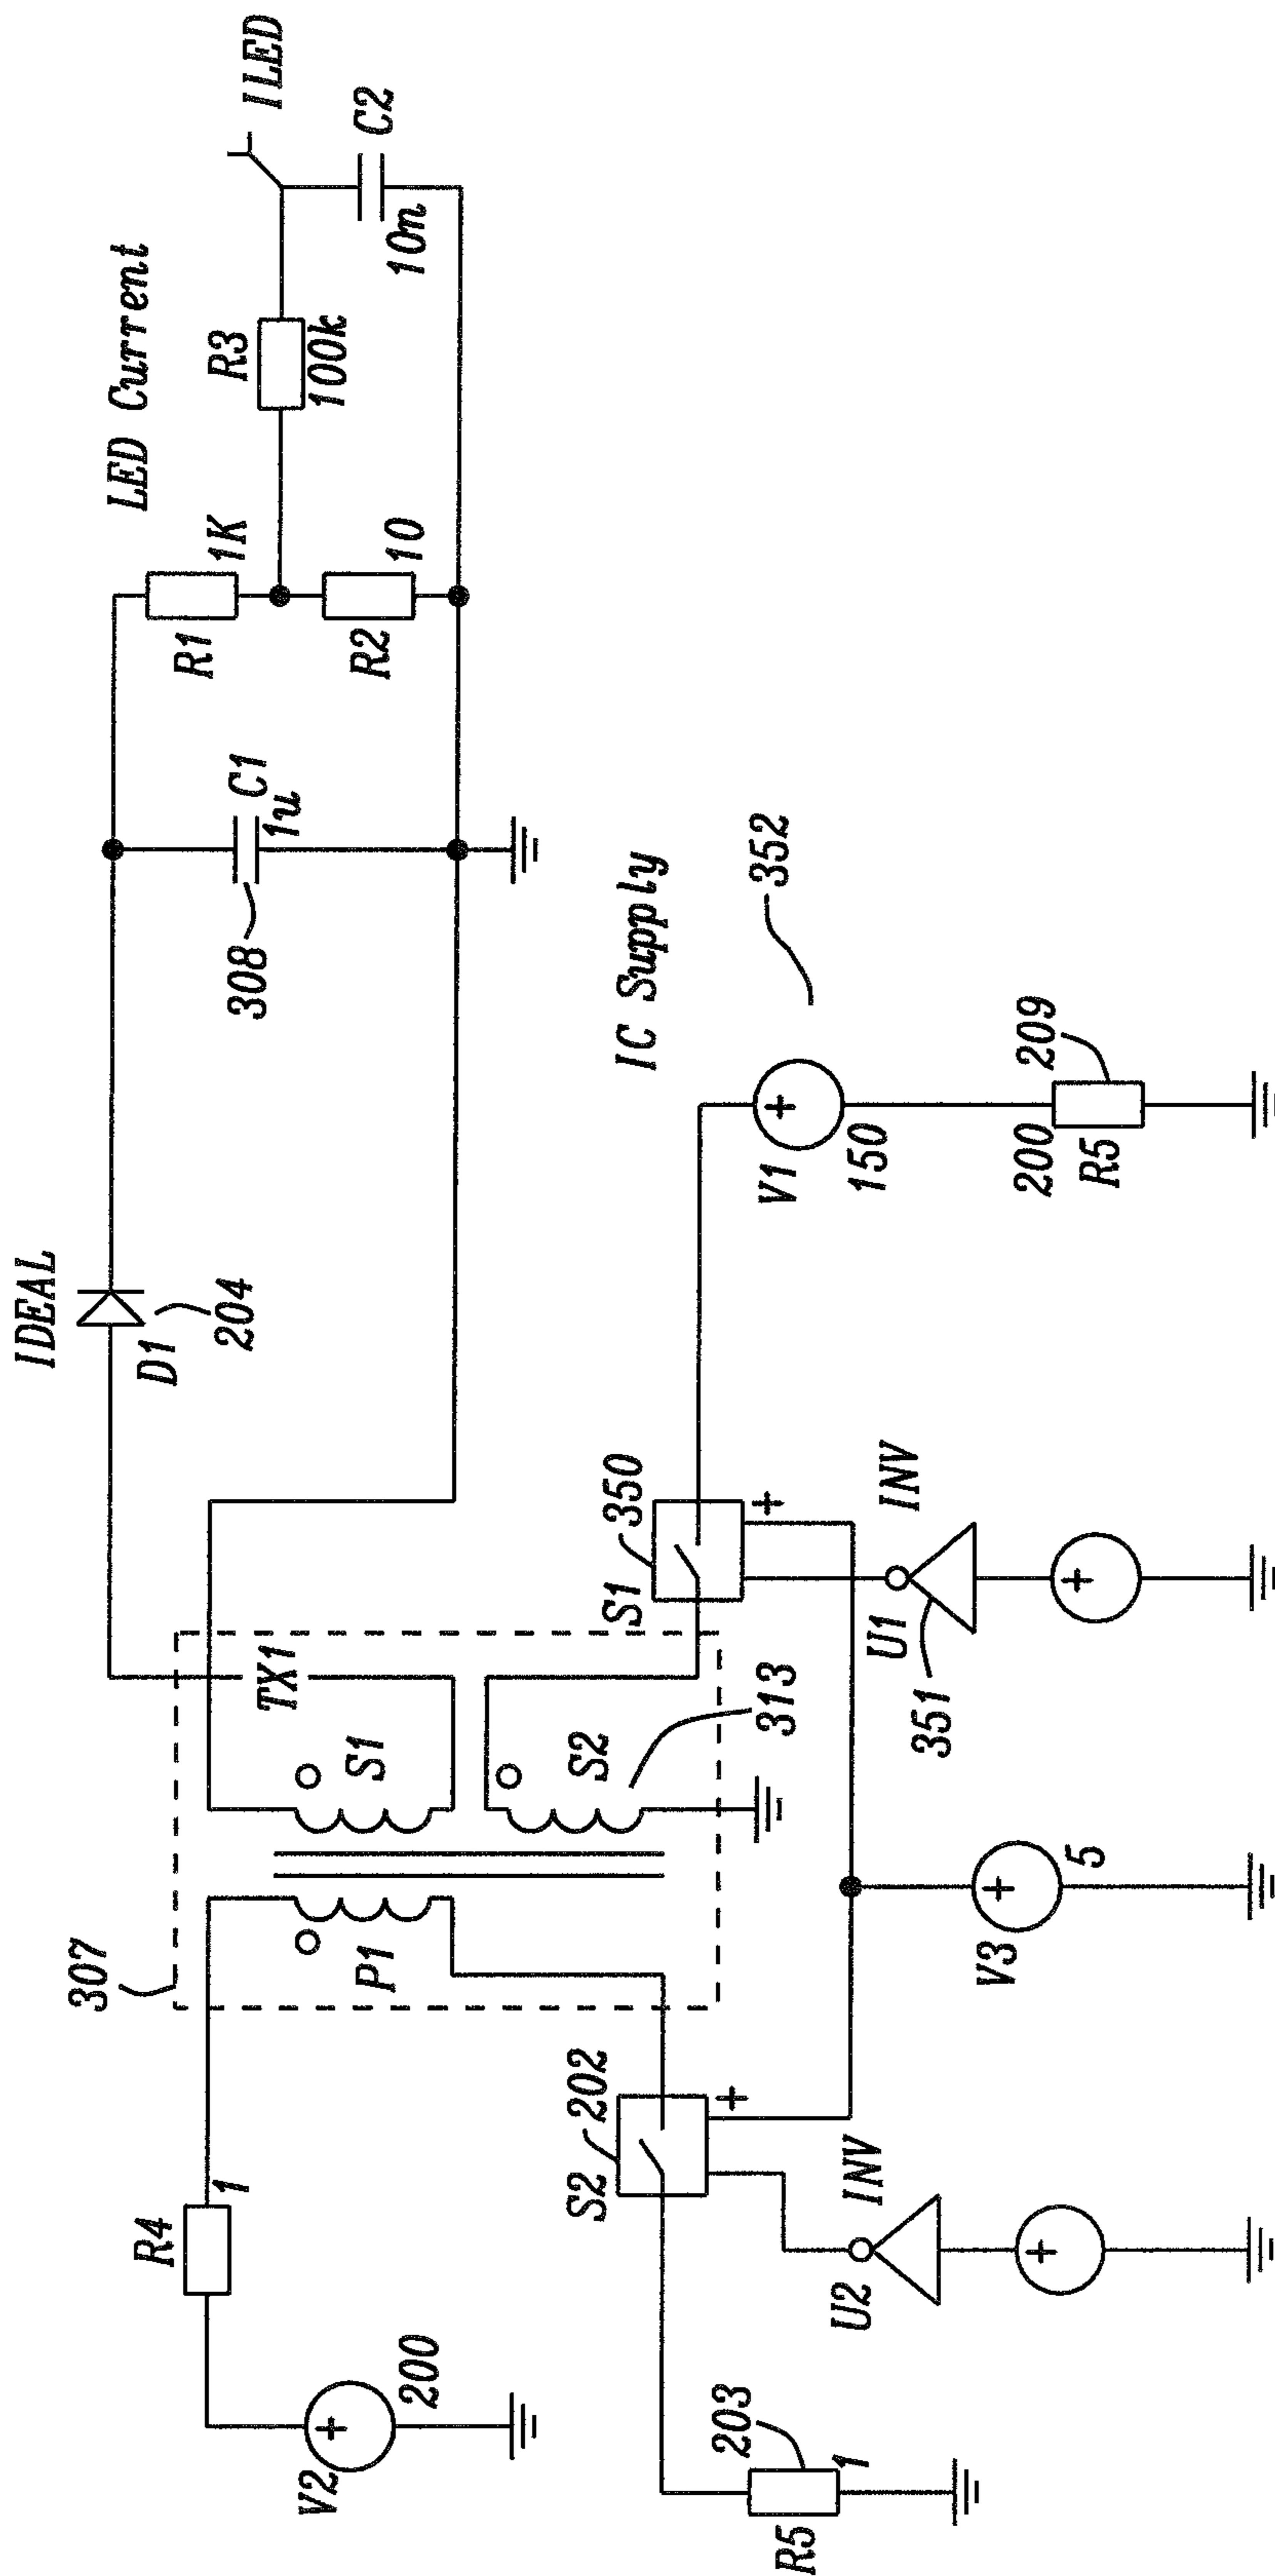 IDEAL
D1
204
LED Current
R1
1K
R2
10
R3
100k
ILED
C2
10n
C1
1u
308
307
TX1
P1
S1
S2
313
R4
1
V2
200
S2
202
R5
203
1
U2
INV
V3
5
S1
350
U1
INV
351
IC Supply
V1
150
352
200
R5
209